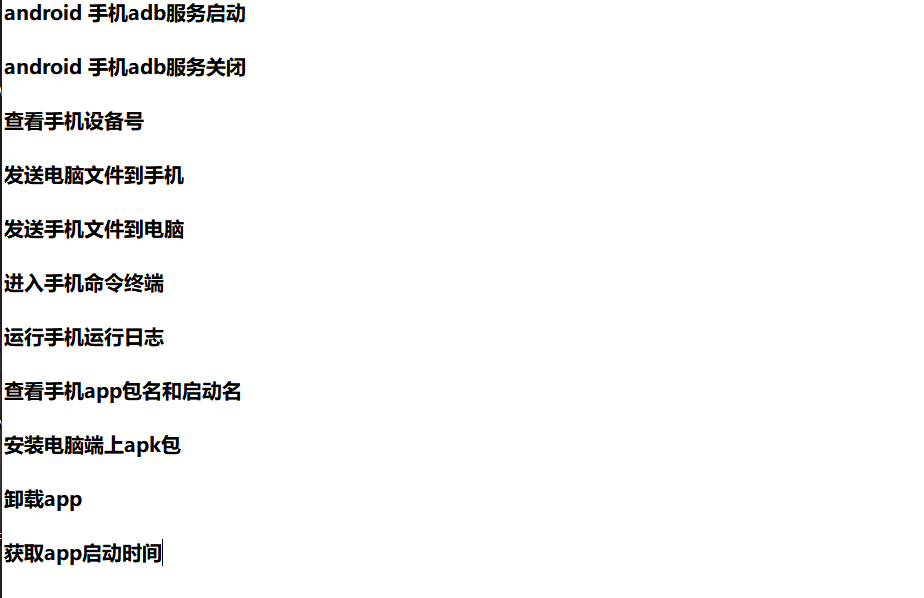 android 手机adb服务启动
android 手机adb服务关闭
查看手机设备号
发送电脑文件到手机
发送手机文件到电脑
进入手机命令终端
运行手机运行日志
查看手机app包名和启动名
安装电脑端上apk包
卸载app
获取app启动时间